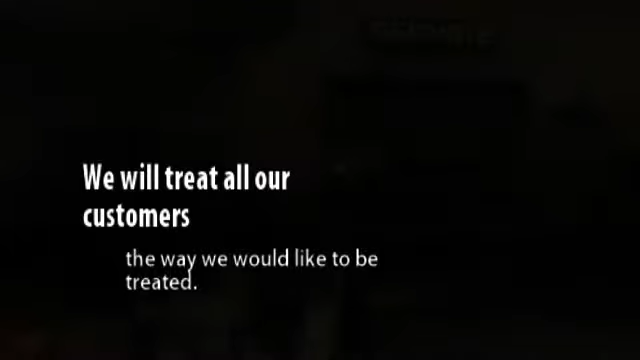 We will treat all our
customers
the way we would like to be
treated.